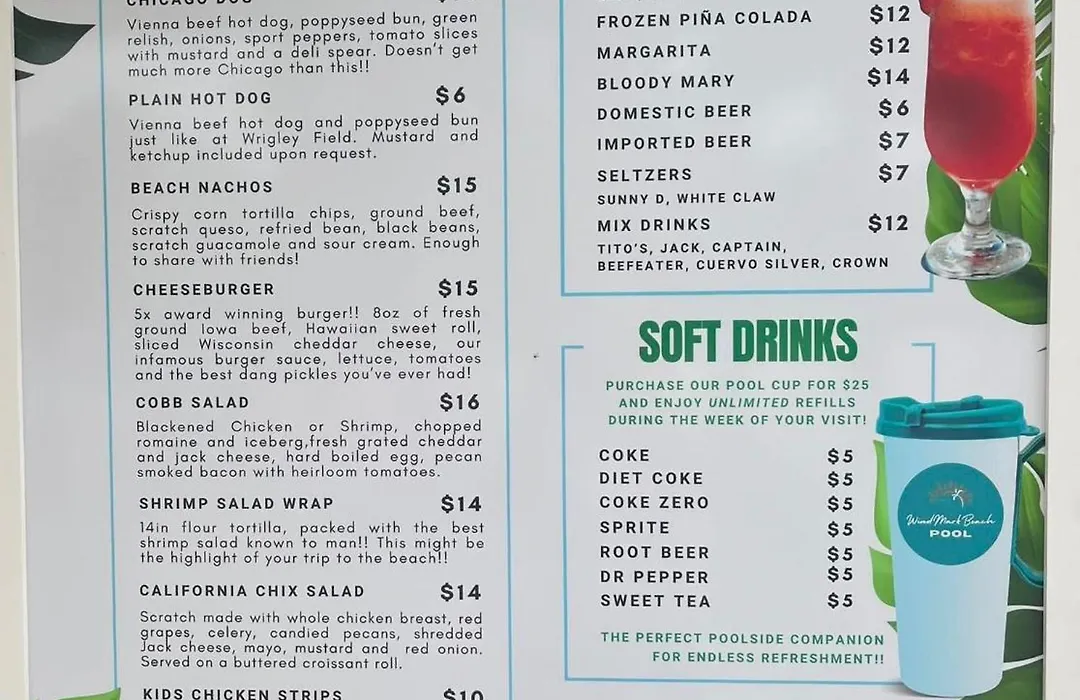 CHICAGO DOG
Vienna beef hot dog, poppyseed bun, green
relish, onions, sport peppers, tomato slices
with mustard and a deli spear. Doesn't get
much more Chicago than this!!
PLAIN HOT DOG $6
Vienna beef hot dog and poppyseed bun
just like at Wrigley Field. Mustard and
ketchup included upon request.
BEACH NACHOS $15
Crispy corn tortilla chips, ground beef,
scratch queso, refried bean, black beans,
scratch guacamole and sour cream. Enough
to share with friends!
CHEESEBURGER $15
5x award winning burger!! 8oz of fresh
ground Iowa beef, Hawaiian sweet roll,
sliced Wisconsin cheddar cheese, our
infamous burger sauce, lettuce, tomatoes
and the best dang pickles you've ever had!
COBB SALAD $16
Blackened Chicken or Shrimp, chopped
romaine and iceberg,fresh grated cheddar
and jack cheese, hard boiled egg, pecan
smoked bacon with heirloom tomatoes.
SHRIMP SALAD WRAP $14
14in flour tortilla, packed with the best
shrimp salad known to man!! This might be
the highlight of your trip to the beach!!
CALIFORNIA CHIX SALAD $14
Scratch made with whole chicken breast, red
grapes, celery, candied pecans, shredded
Jack cheese, mayo, mustard and red onion.
Served on a buttered croissant roll.
KIDS CHICKEN STRIPS $10
FROZEN PIÑA COLADA $12
MARGARITA $12
BLOODY MARY $14
DOMESTIC BEER $6
IMPORTED BEER $7
SELTZERS $7
SUNNY D, WHITE CLAW
MIX DRINKS $12
TITO'S, JACK, CAPTAIN,
BEEFEATER, CUERVO SILVER, CROWN
SOFT DRINKS
PURCHASE OUR POOL CUP FOR $25
AND ENJOY UNLIMITED REFILLS
DURING THE WEEK OF YOUR VISIT!
COKE $5
DIET COKE $5
COKE ZERO $5
SPRITE $5
ROOT BEER $5
DR PEPPER $5
SWEET TEA $5
THE PERFECT POOLSIDE COMPANION
FOR ENDLESS REFRESHMENT!!
WindMark Beach
POOL